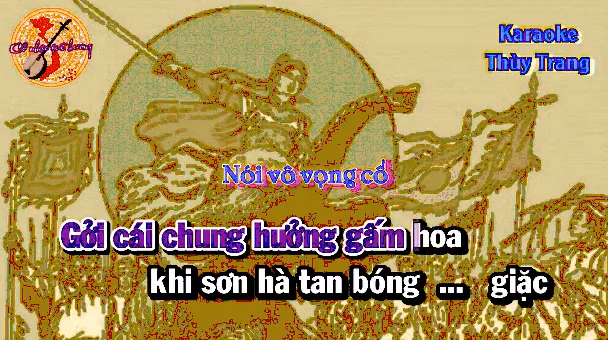 Karaoke
Thùy Trang
Nói vô vọng cổ
Gởi cái chung hưởng gấm hoa
khi sơn hà tan bóng ... giặc